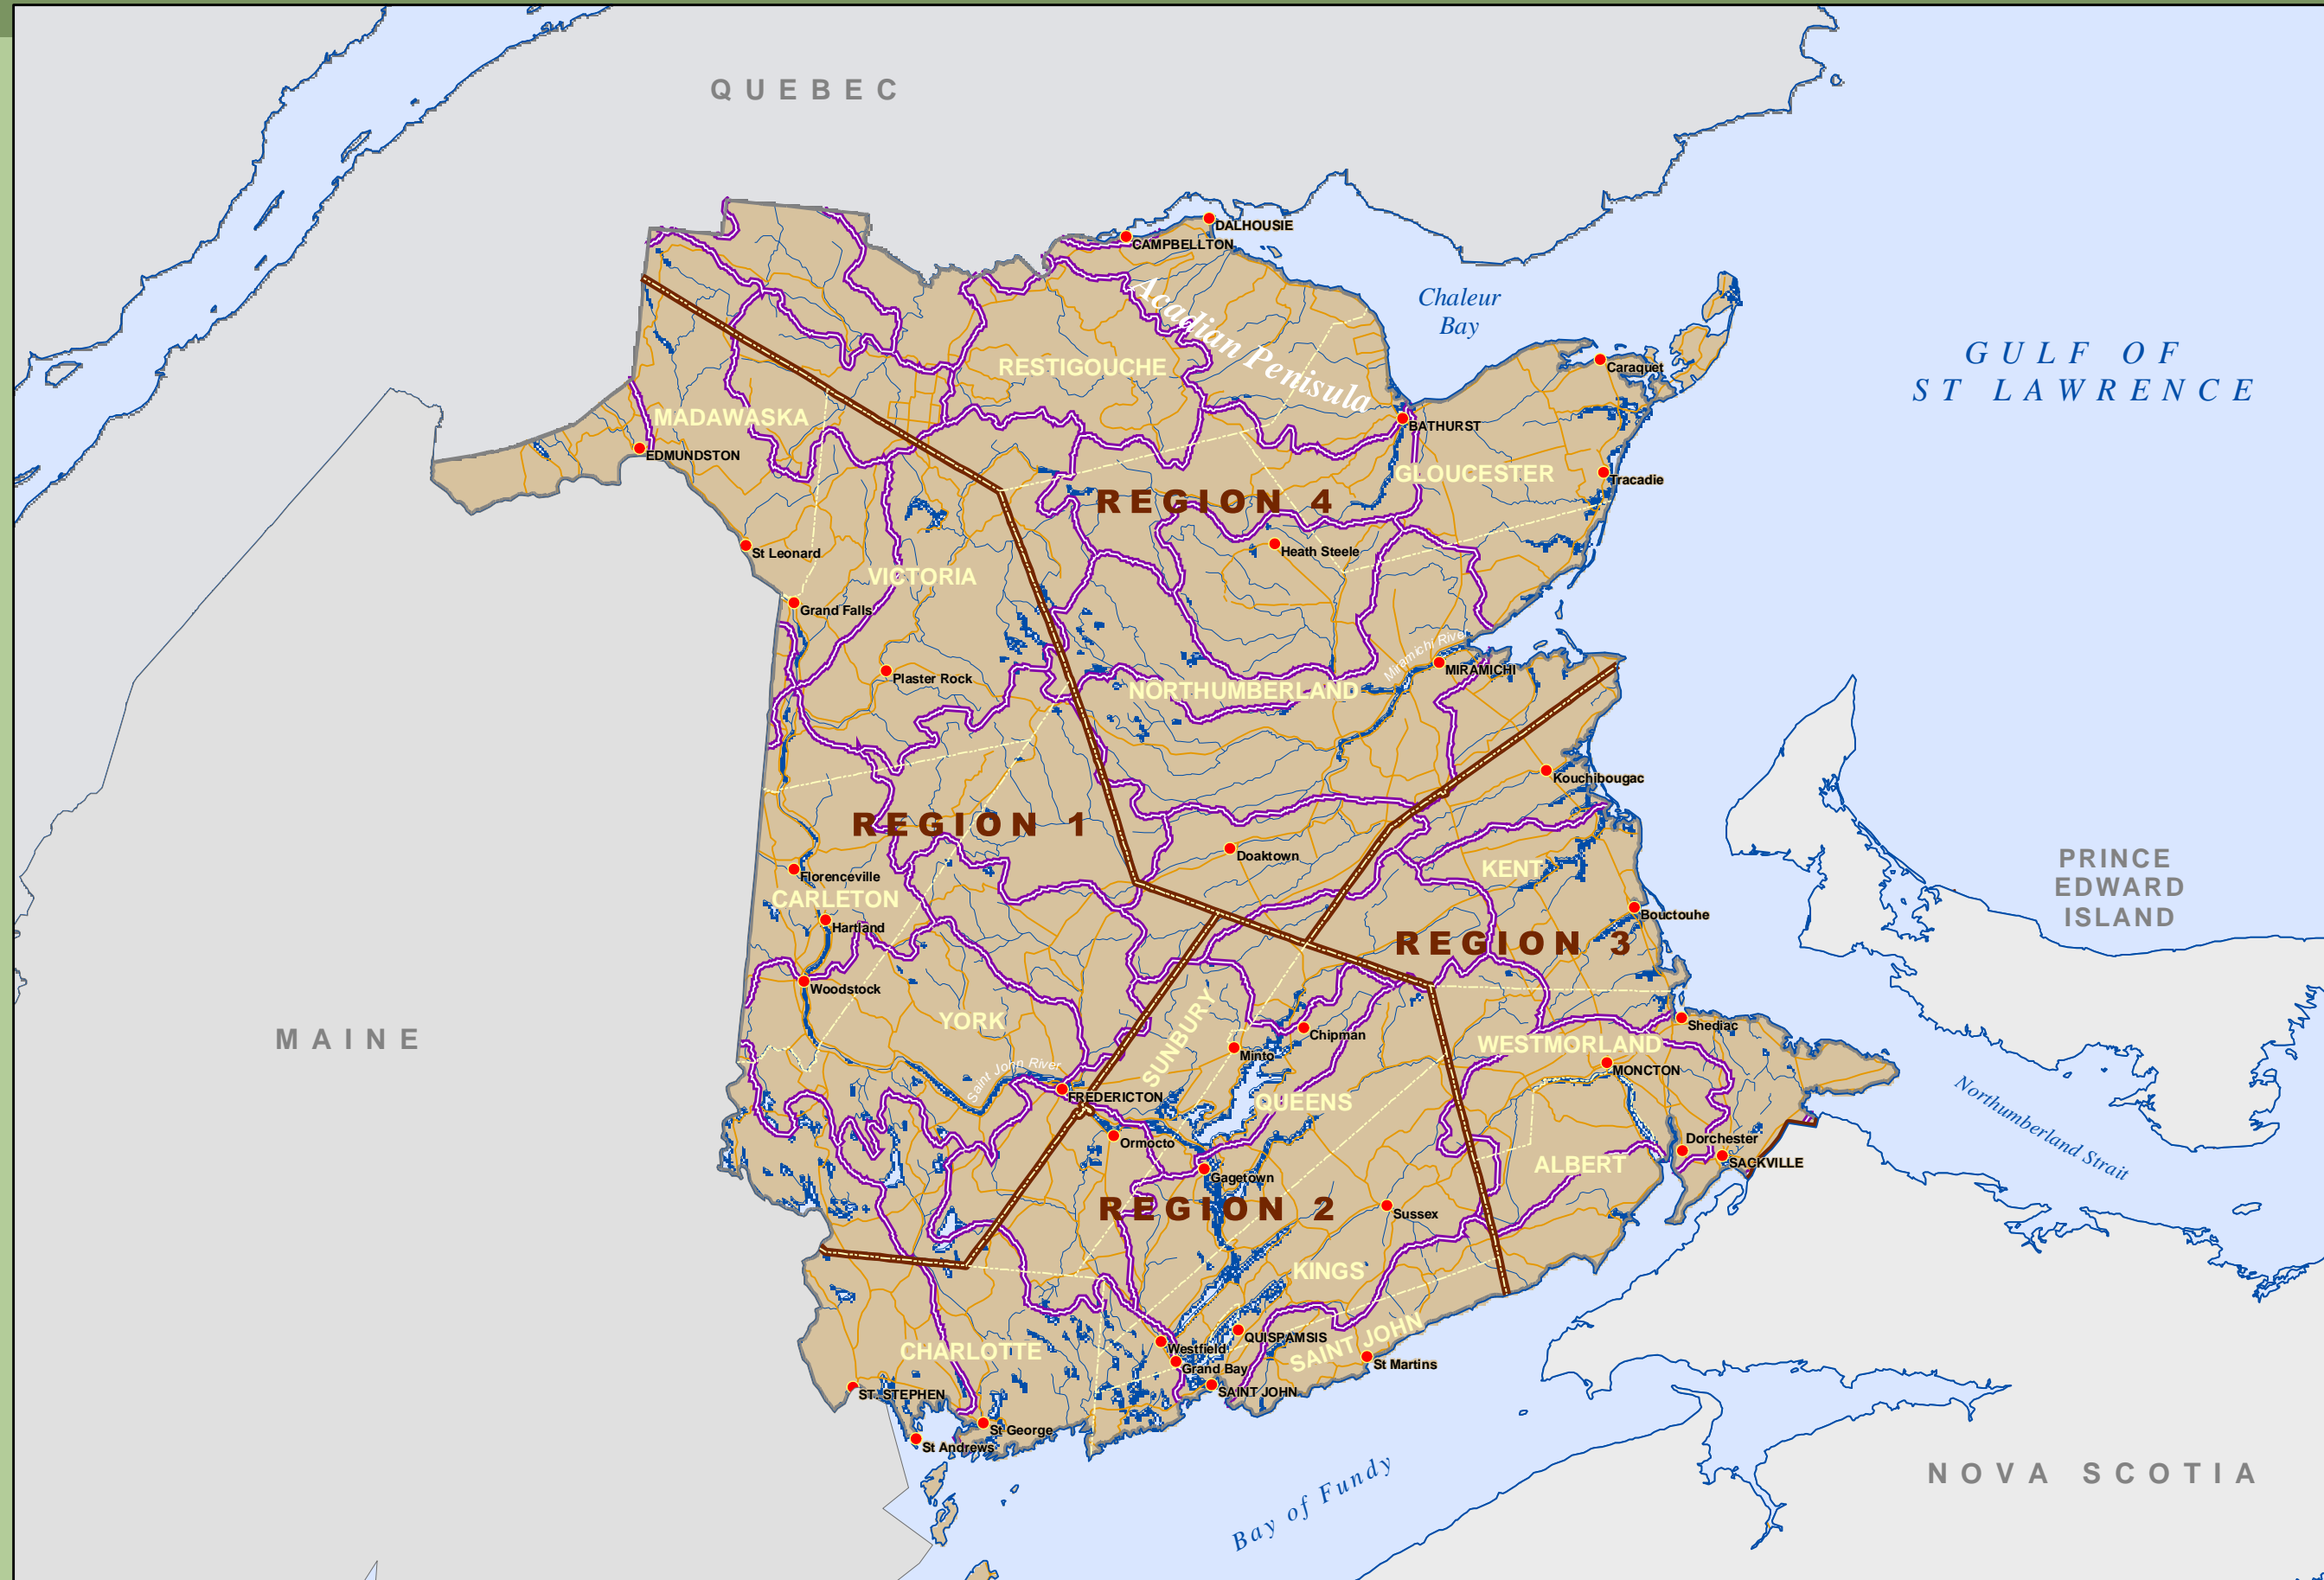 QUEBEC
DALHOUSIE
CAMPBELLTON
Chaleur
Bay
Acadian Penisula
GULF OF
ST LAWRENCE
RESTIGOUCHE
Caraquet
MADAWASKA
BATHURST
EDMUNDSTON
GLOUCESTER
Tracadie
REGION 4
Heath Steele
St Leonard
VICTORIA
Grand Falls
Miramichi River
MIRAMICHI
Plaster Rock
NORTHUMBERLAND
Kouchibougac
REGION 1
Doaktown
PRINCE
EDWARD
ISLAND
KENT
Florenceville
CARLETON
Hartland
Bouctouhe
REGION 3
Woodstock
YORK
SUNBURY
Shediac
MAINE
Chipman
WESTMORLAND
Minto
Saint John River
MONCTON
FREDERICTON
QUEENS
Northumberland Strait
Ormocto
Dorchester
SACKVILLE
ALBERT
Gagetown
REGION 2
Sussex
KINGS
QUISPAMSIS
SAINT JOHN
Westfield
CHARLOTTE
St Martins
Grand Bay
SAINT JOHN
ST. STEPHEN
St George
St Andrews
NOVA SCOTIA
Bay of Fundy